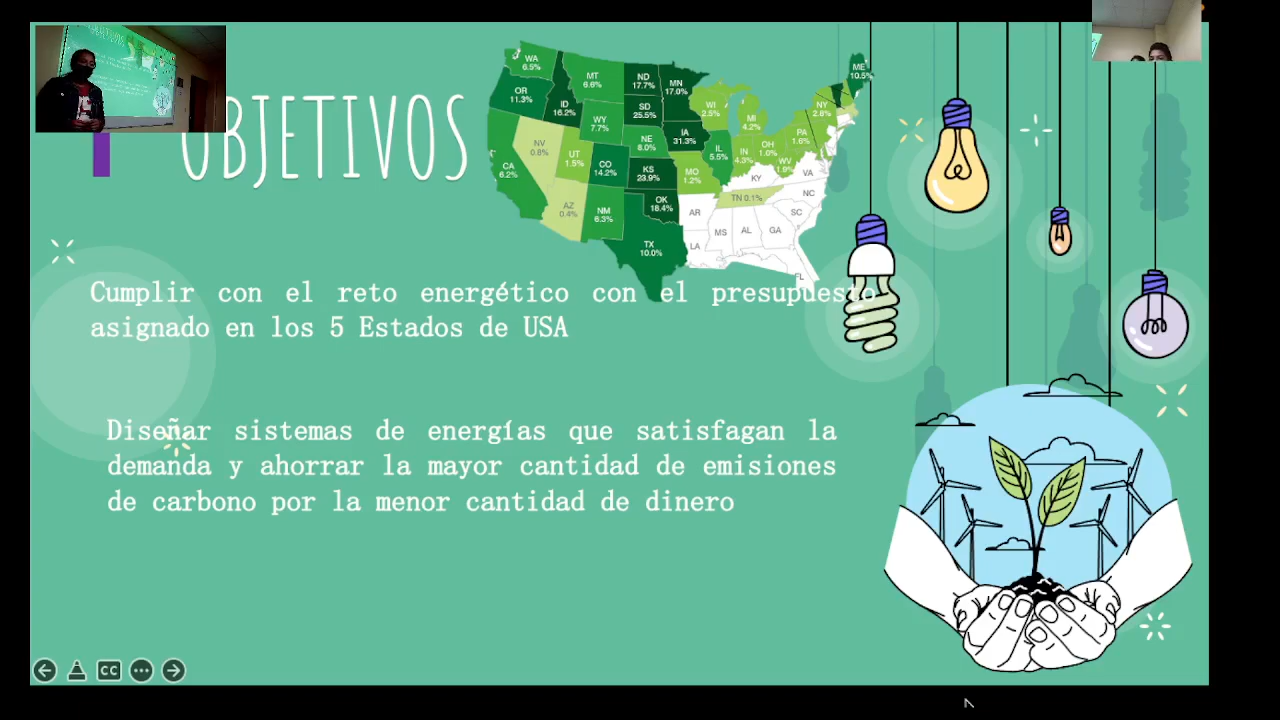 OBJETIVOS
WA
6.5%
MT
6.6%
ND
17.7%
MN
17.0%
ME
10.5%
OR
11.3%
ID
16.2%
SD
25.5%
WI
2.5%
NY
2.8%
WY
7.7%
MI
4.2%
IA
31.3%
PA
1.6%
NE
8.0%
NV
0.8%
UT
1.5%
CO
14.2%
IL
5.5%
IN
4.3%
OH
1.0%
WV
1.9%
CA
6.2%
KS
23.9%
MO
1.2%
KY
VA
AZ
0.4%
NM
6.3%
OK
18.4%
TN 0.1%
NC
AR
SC
MS
AL
GA
TX
10.0%
LA
FL
Cumplir con el reto energético con el presupuesto
asignado en los 5 Estados de USA
Diseñar sistemas de energías que satisfagan la
demanda y ahorrar la mayor cantidad de emisiones
de carbono por la menor cantidad de dinero
CC